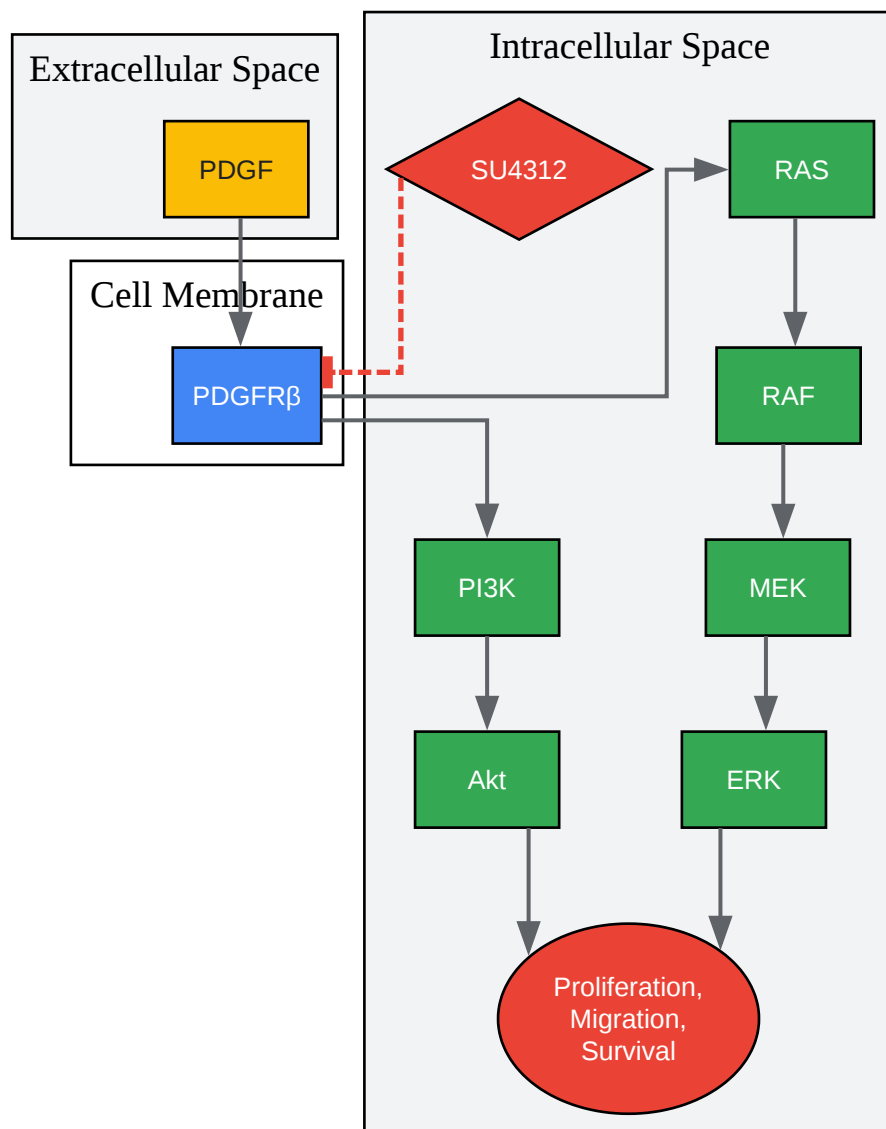 Extracellular Space
Intracellular Space
PDGF
SU4312
RAS
Cell Membrane
PDGFRβ
RAF
PI3K
MEK
Akt
ERK
Proliferation,
Migration,
Survival